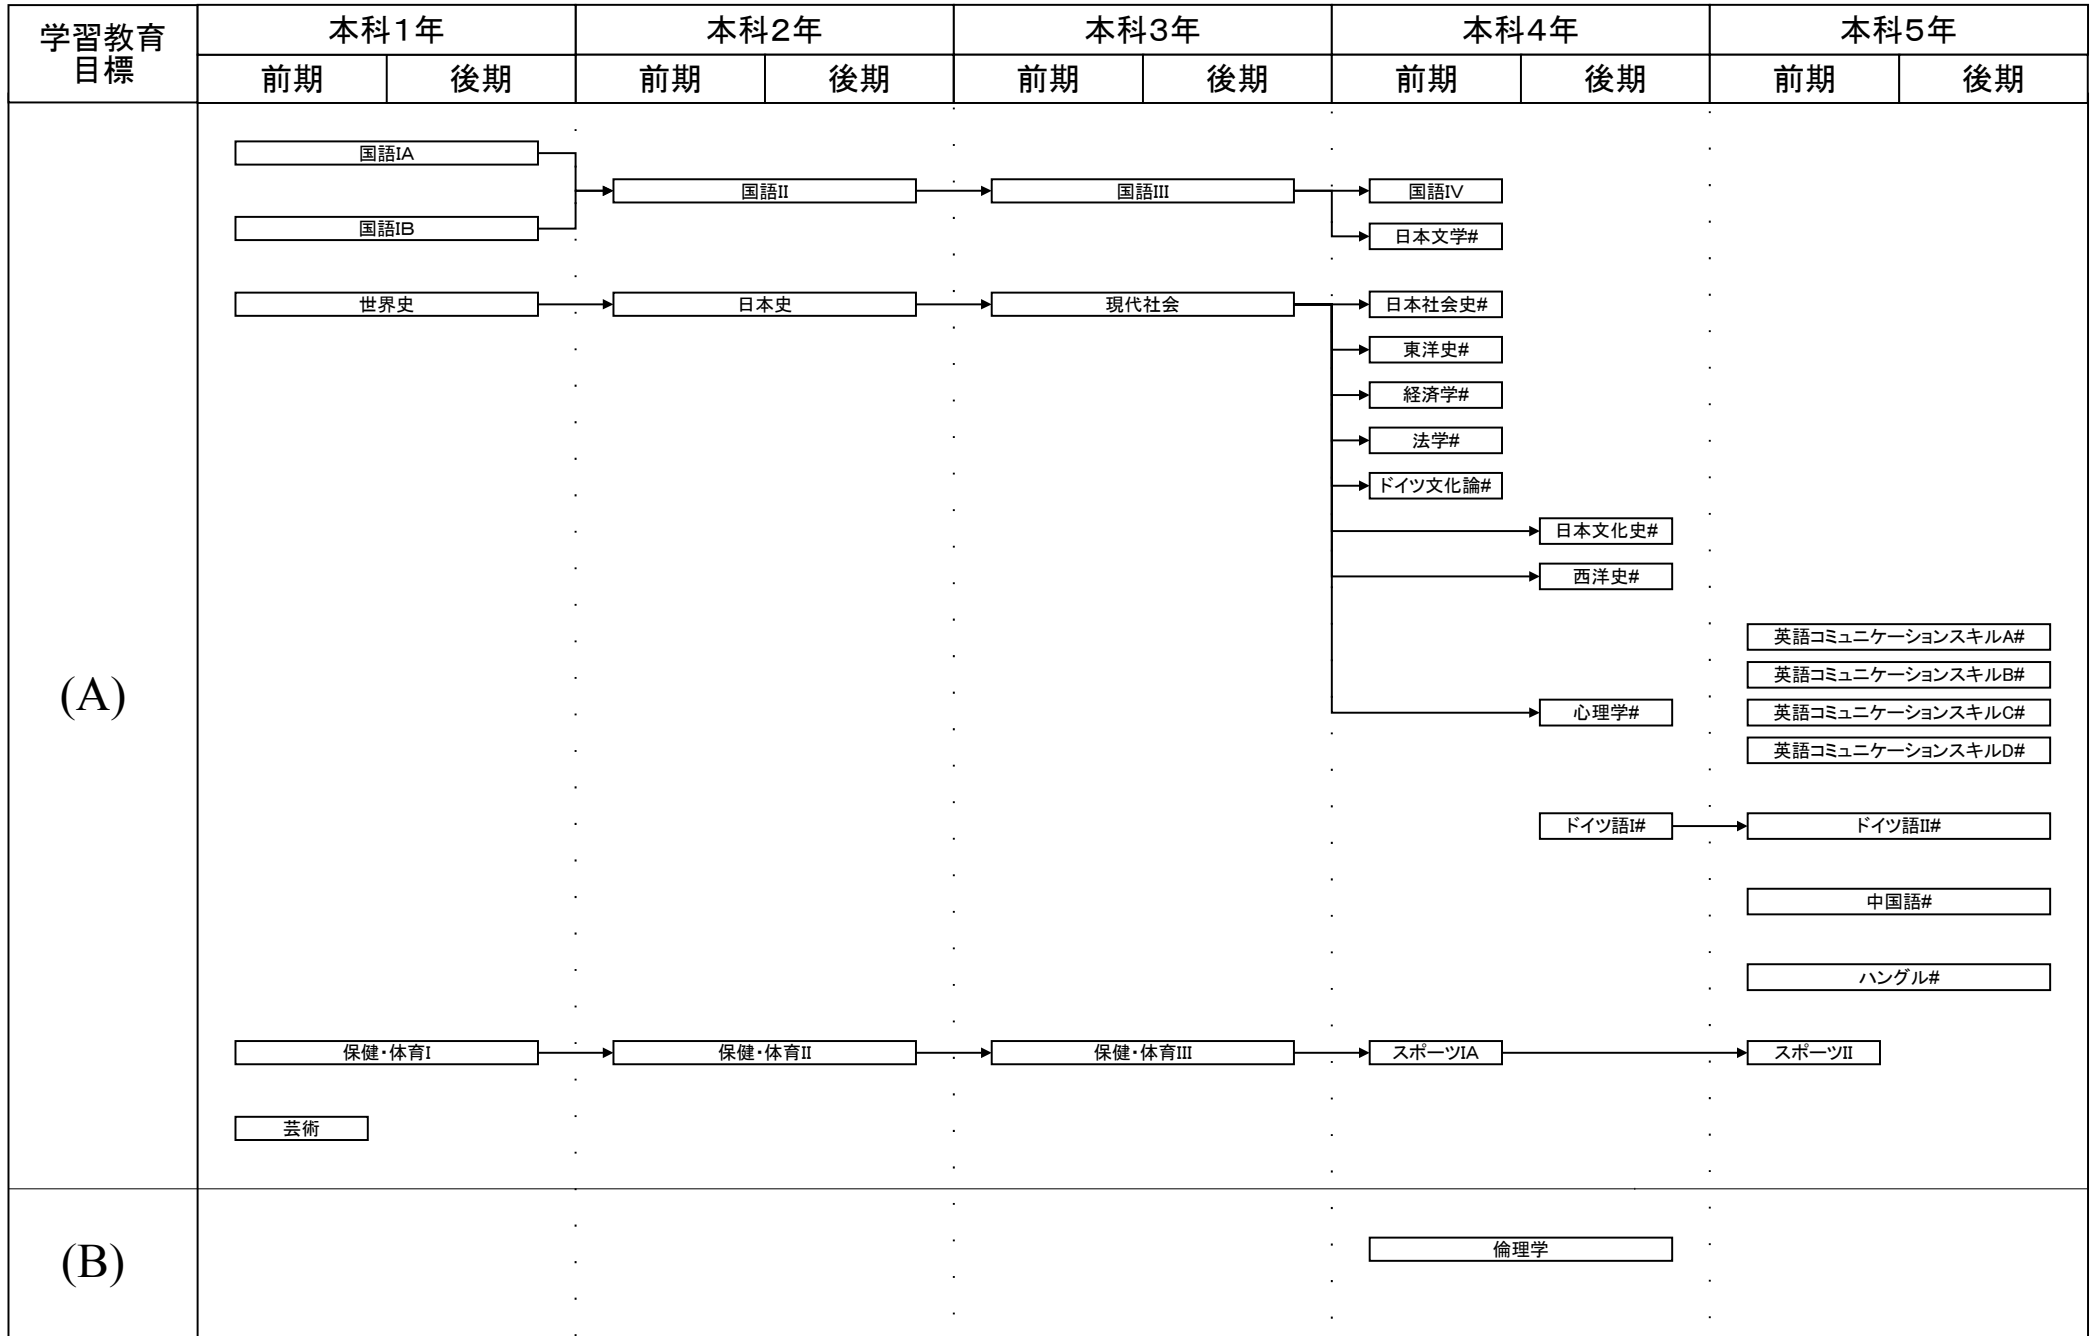 学習教育
目標
本科1年
本科2年
本科3年
本科4年
本科5年
前期
後期
前期
後期
前期
後期
前期
後期
前期
後期
(A)
国語IA
国語II
国語III
国語IV
国語IB
日本文学#
世界史
日本史
現代社会
日本社会史#
東洋史#
経済学#
法学#
ドイツ文化論#
日本文化史#
西洋史#
英語コミュニケーションスキルA#
英語コミュニケーションスキルB#
心理学#
英語コミュニケーションスキルC#
英語コミュニケーションスキルD#
ドイツ語I#
ドイツ語II#
中国語#
ハングル#
保健・体育I
保健・体育II
保健・体育III
スポーツIA
スポーツII
芸術
(B)
倫理学